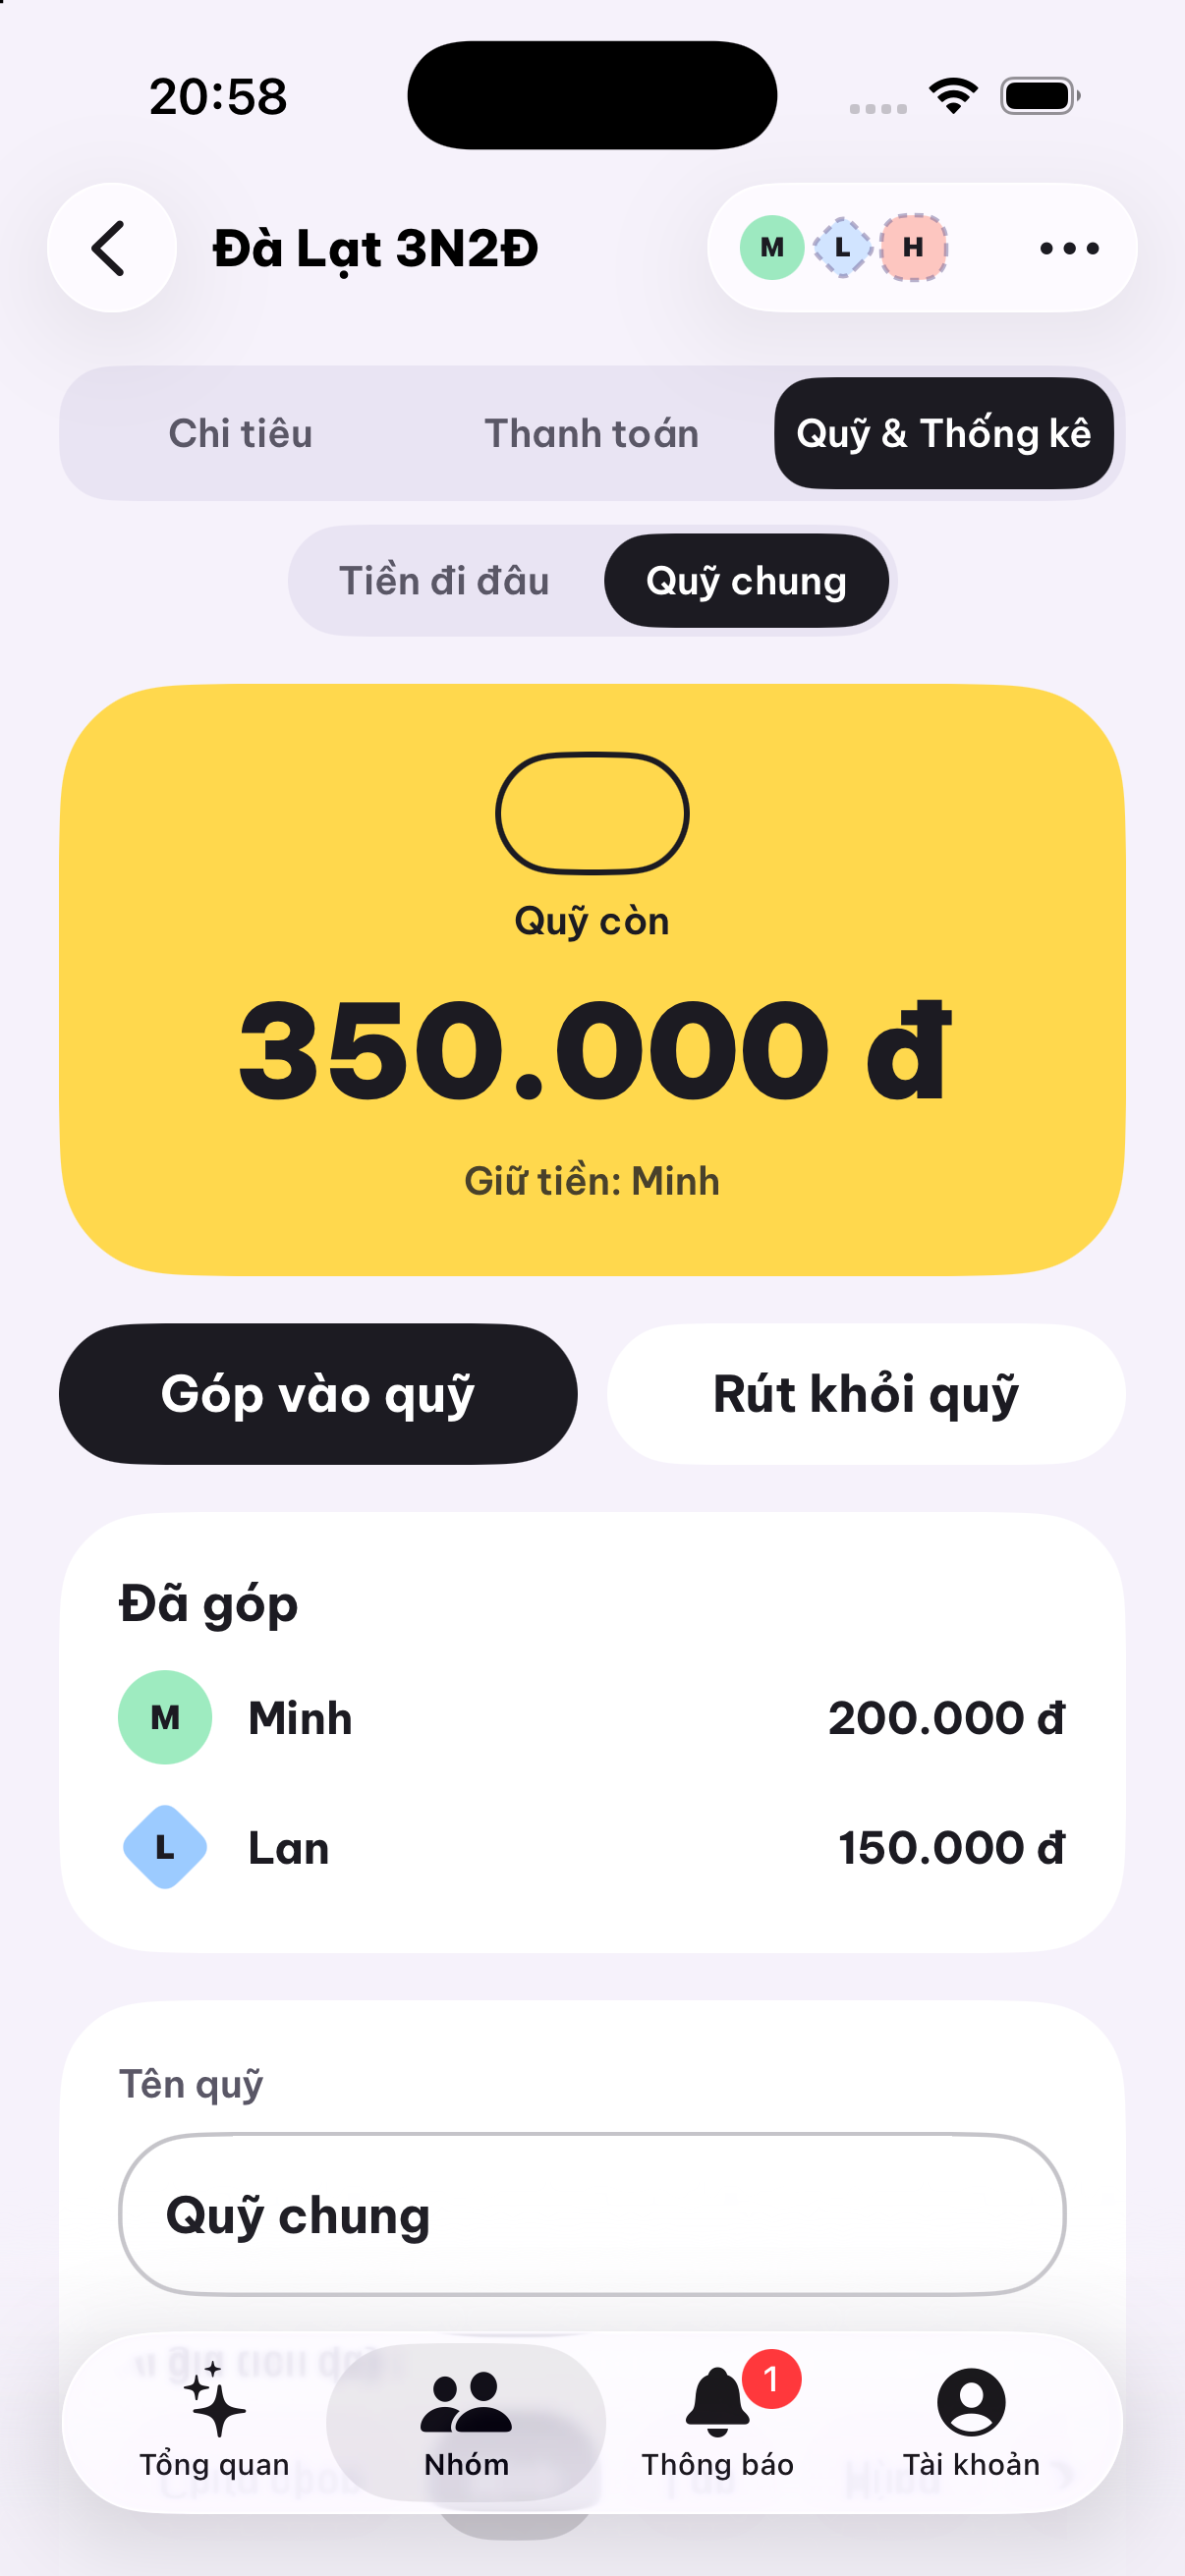 20:58
Đà Lạt 3N2Đ
M L H
Chi tiêu Thanh toán Quỹ & Thống kê
Tiền đi đâu Quỹ chung
Quỹ còn
350.000 đ
Giữ tiền: Minh
Góp vào quỹ Rút khỏi quỹ
Đã góp
M Minh 200.000 đ
L Lan 150.000 đ
Tên quỹ
Quỹ chung
1
Tổng quan Nhóm Thông báo Tài khoản